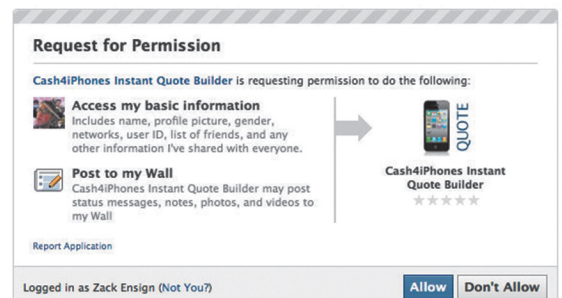 Request for Permission
Cash4iPhones Instant Quote Builder is requesting permission to do the following:
Access my basic information
Includes name, profile picture, gender,
networks, user ID, list of friends, and any
other information I've shared with everyone.
Post to my Wall
Cash4iPhones Instant Quote Builder may post
status messages, notes, photos, and videos to
my Wall
QUOTE
Cash4iPhones Instant
Quote Builder
Report Application
Logged in as Zack Ensign (Not You?)
Allow
Don't Allow